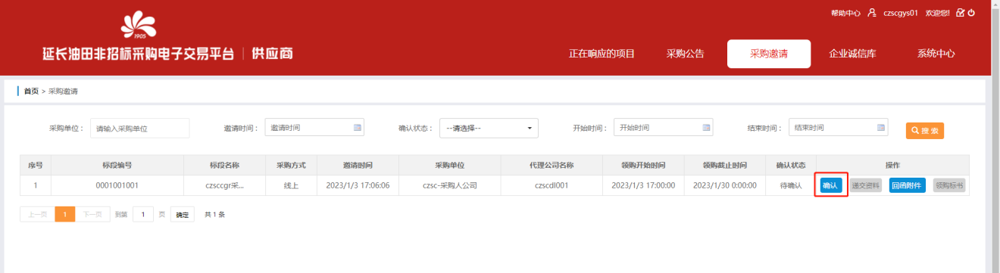 帮助中心 czscgys01 欢迎您!
1905
延长油田非招标采购电子交易平台 | 供应商
正在响应的项目 采购公告 采购邀请 企业诚信库 系统中心
首页 > 采购邀请
采购单位: 请输入采购单位 邀请时间: 邀请时间 确认状态: --请选择-- 开始时间: 开始时间 结束时间: 结束时间 搜索
序号 标段编号 标段名称 采购方式 邀请时间 采购单位 代理公司名称 领购开始时间 领购截止时间 确认状态 操作
1 0001001001 czsccgr采... 线上 2023/1/3 17:06:06 czsc-采购人公司 czscdl001 2023/1/3 17:00:00 2023/1/30 0:00:00 待确认 确认 递交资料 回函附件 领购标书
上一页 1 下一页 到第 1 页 确定 共 1 条